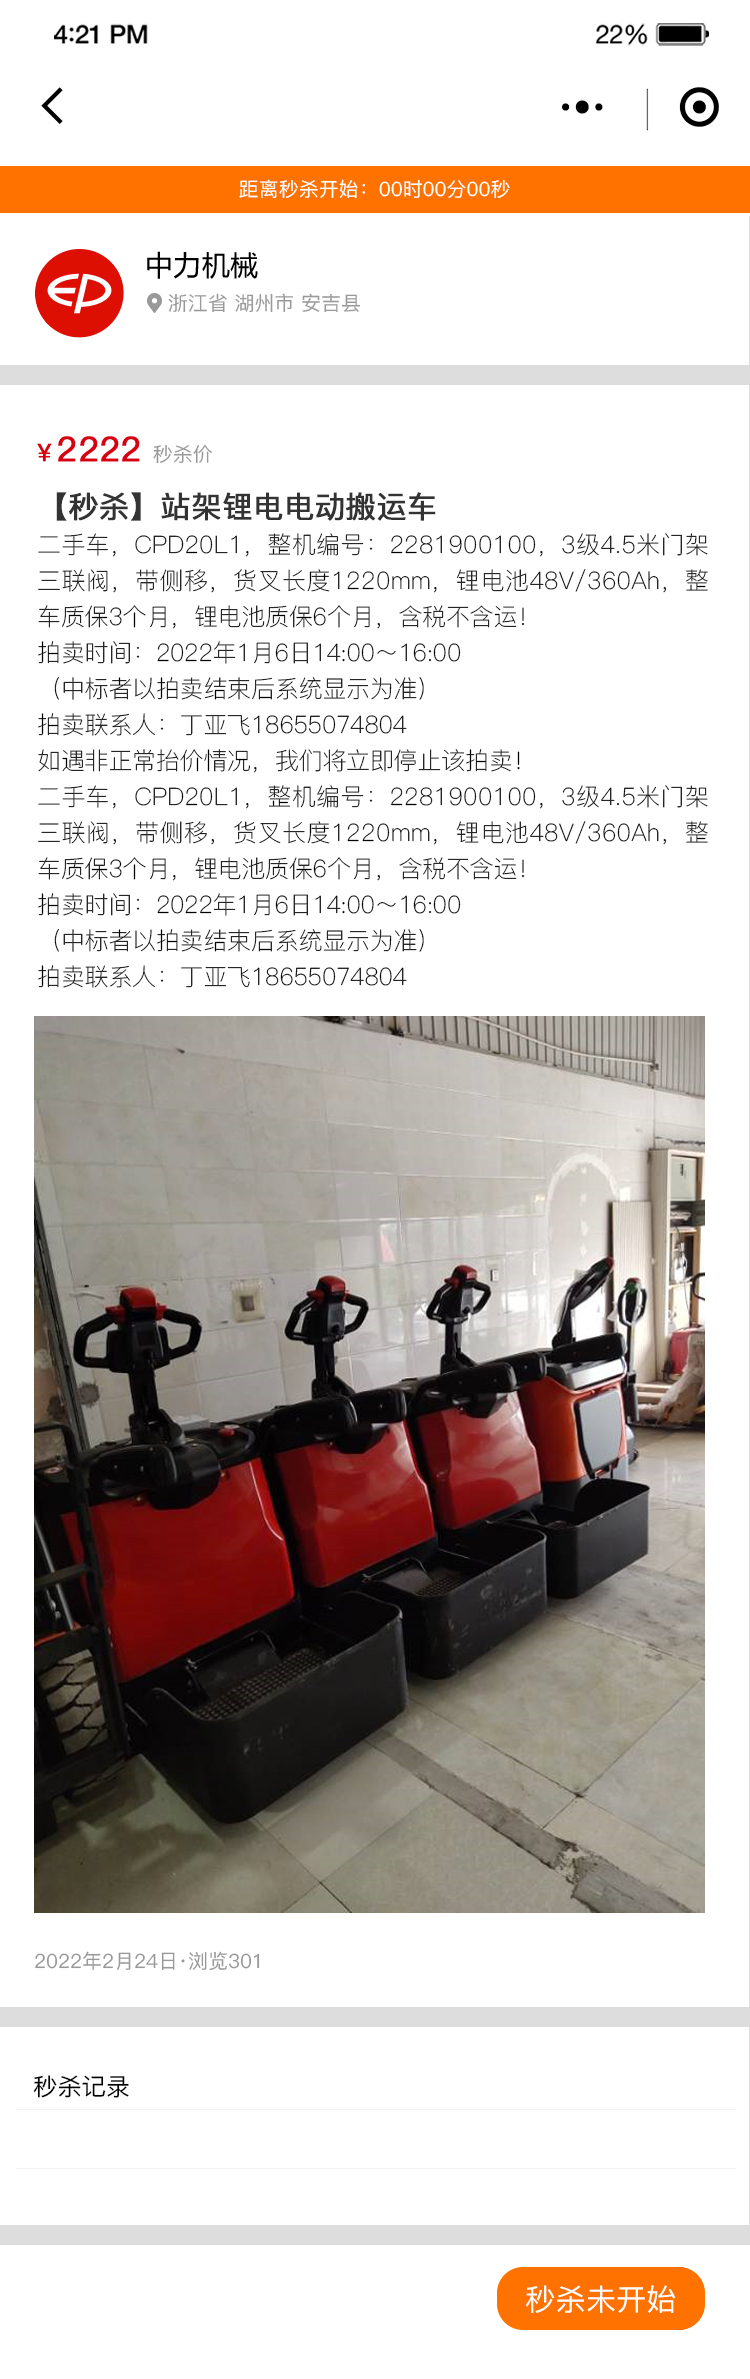 4:21 PM
22%
距离秒杀开始：00时00分00秒
EP
中力机械
浙江省 湖州市 安吉县
¥2222 秒杀价
【秒杀】站架锂电电动搬运车
二手车，CPD20L1，整机编号：2281900100，3级4.5米门架
三联阀，带侧移，货叉长度1220mm，锂电池48V/360Ah，整
车质保3个月，锂电池质保6个月，含税不含运！
拍卖时间：2022年1月6日14:00～16:00
（中标者以拍卖结束后系统显示为准）
拍卖联系人：丁亚飞18655074804
如遇非正常抬价情况，我们将立即停止该拍卖！
二手车，CPD20L1，整机编号：2281900100，3级4.5米门架
三联阀，带侧移，货叉长度1220mm，锂电池48V/360Ah，整
车质保3个月，锂电池质保6个月，含税不含运！
拍卖时间：2022年1月6日14:00～16:00
（中标者以拍卖结束后系统显示为准）
拍卖联系人：丁亚飞18655074804
2022年2月24日·浏览301
秒杀记录
秒杀未开始